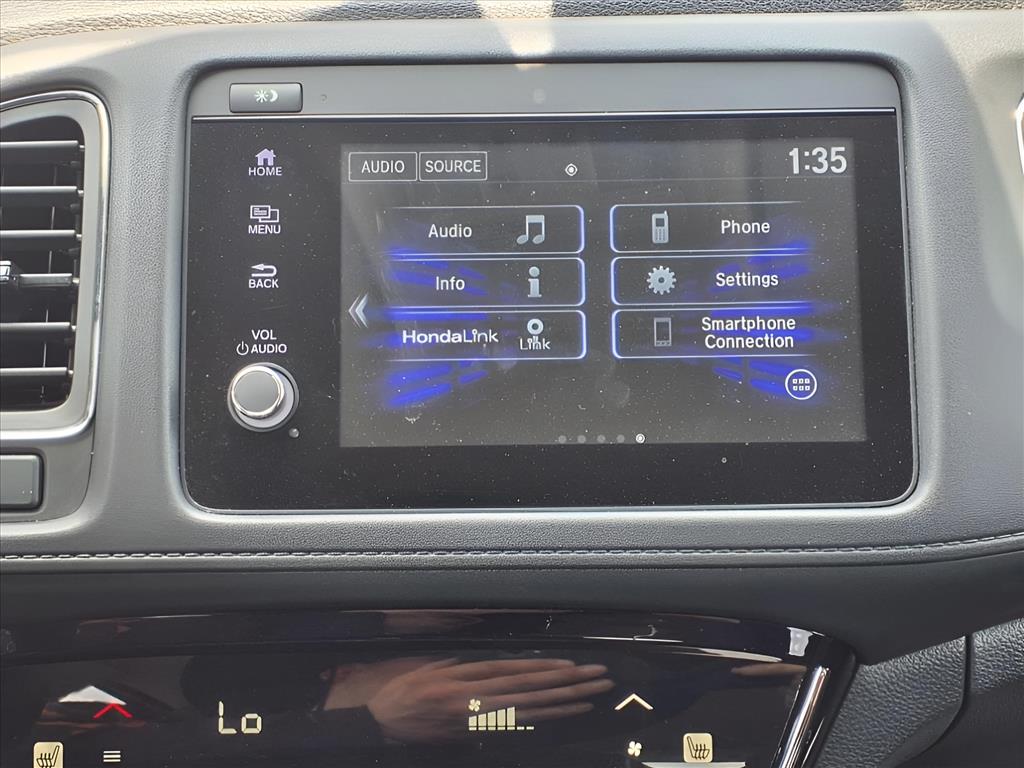 HOME
MENU
BACK
VOL
AUDIO
AUDIO SOURCE
1:35
Audio
Phone
Info
Settings
HondaLink
Link
Smartphone
Connection
Lo